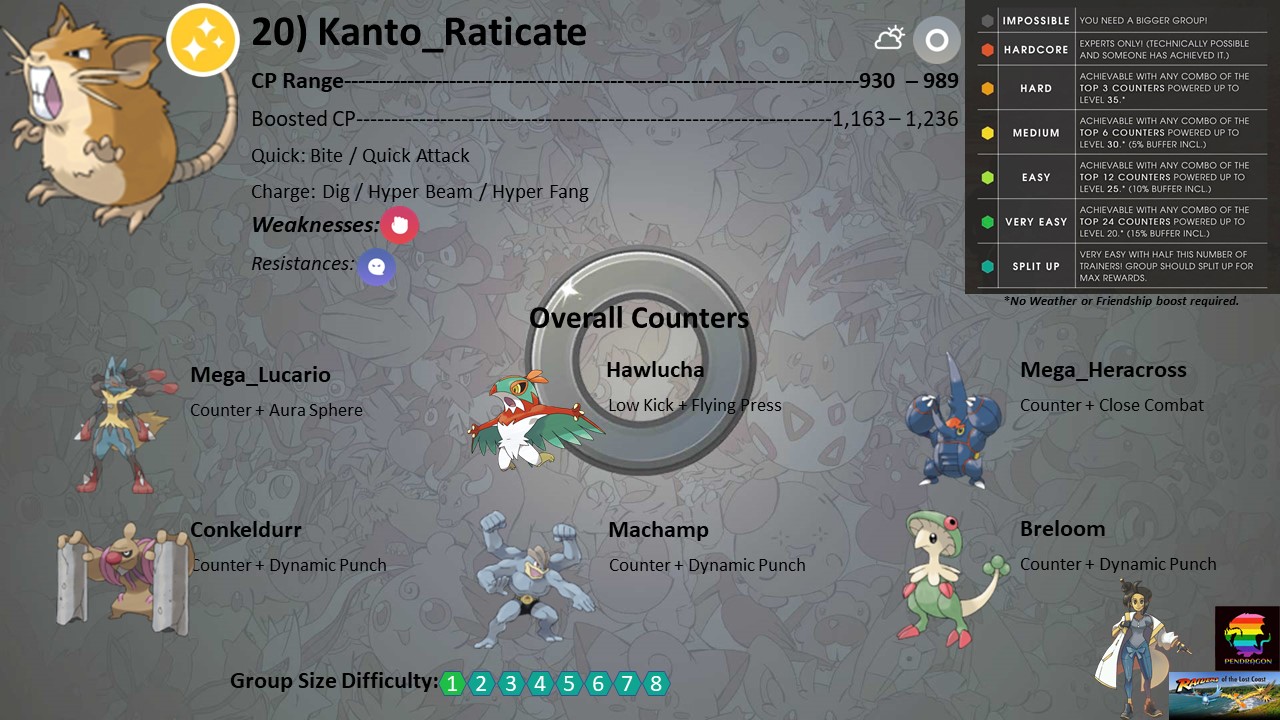 20) Kanto_Raticate
CP Range--------------------------------------------------------------------------930 – 989
Boosted CP--------------------------------------------------------------------1,163 – 1,236
Quick: Bite / Quick Attack
Charge: Dig / Hyper Beam / Hyper Fang
Weaknesses:
Resistances:
IMPOSSIBLE YOU NEED A BIGGER GROUP!
HARDCORE EXPERTS ONLY! (TECHNICALLY POSSIBLE
AND SOMEONE HAS ACHIEVED IT.)
HARD ACHIEVABLE WITH ANY COMBO OF THE
TOP 3 COUNTERS POWERED UP TO
LEVEL 35.*
MEDIUM ACHIEVABLE WITH ANY COMBO OF THE
TOP 6 COUNTERS POWERED UP TO
LEVEL 30.* (5% BUFFER INCL.)
EASY ACHIEVABLE WITH ANY COMBO OF THE
TOP 12 COUNTERS POWERED UP TO
LEVEL 25.* (10% BUFFER INCL.)
VERY EASY ACHIEVABLE WITH ANY COMBO OF THE
TOP 24 COUNTERS POWERED UP TO
LEVEL 20.* (15% BUFFER INCL.)
SPLIT UP VERY EASY WITH HALF THIS NUMBER OF
TRAINERS! GROUP SHOULD SPLIT UP FOR
MAX REWARDS.
*No Weather or Friendship boost required.
Overall Counters
Mega_Lucario
Counter + Aura Sphere
Hawlucha
Low Kick + Flying Press
Mega_Heracross
Counter + Close Combat
Conkeldurr
Counter + Dynamic Punch
Machamp
Counter + Dynamic Punch
Breloom
Counter + Dynamic Punch
Group Size Difficulty: 1 2 3 4 5 6 7 8
PENDROGON
RAIDERS of the Lost Coast